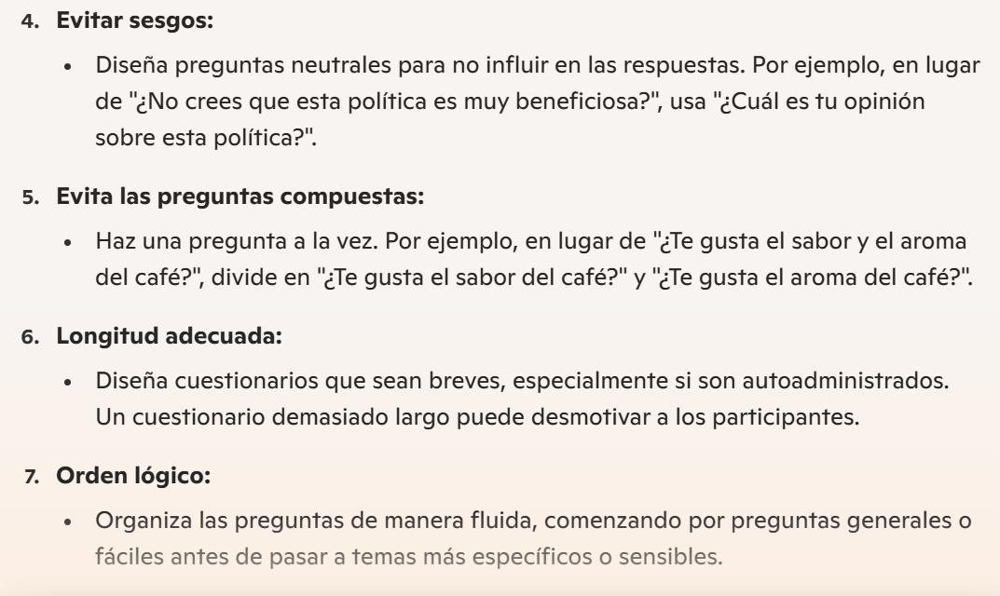 4. Evitar sesgos:
• Diseña preguntas neutrales para no influir en las respuestas. Por ejemplo, en lugar
de "¿No crees que esta política es muy beneficiosa?", usa "¿Cuál es tu opinión
sobre esta política?".
5. Evita las preguntas compuestas:
• Haz una pregunta a la vez. Por ejemplo, en lugar de "¿Te gusta el sabor y el aroma
del café?", divide en "¿Te gusta el sabor del café?" y "¿Te gusta el aroma del café?".
6. Longitud adecuada:
• Diseña cuestionarios que sean breves, especialmente si son autoadministrados.
Un cuestionario demasiado largo puede desmotivar a los participantes.
7. Orden lógico:
• Organiza las preguntas de manera fluida, comenzando por preguntas generales o
fáciles antes de pasar a temas más específicos o sensibles.